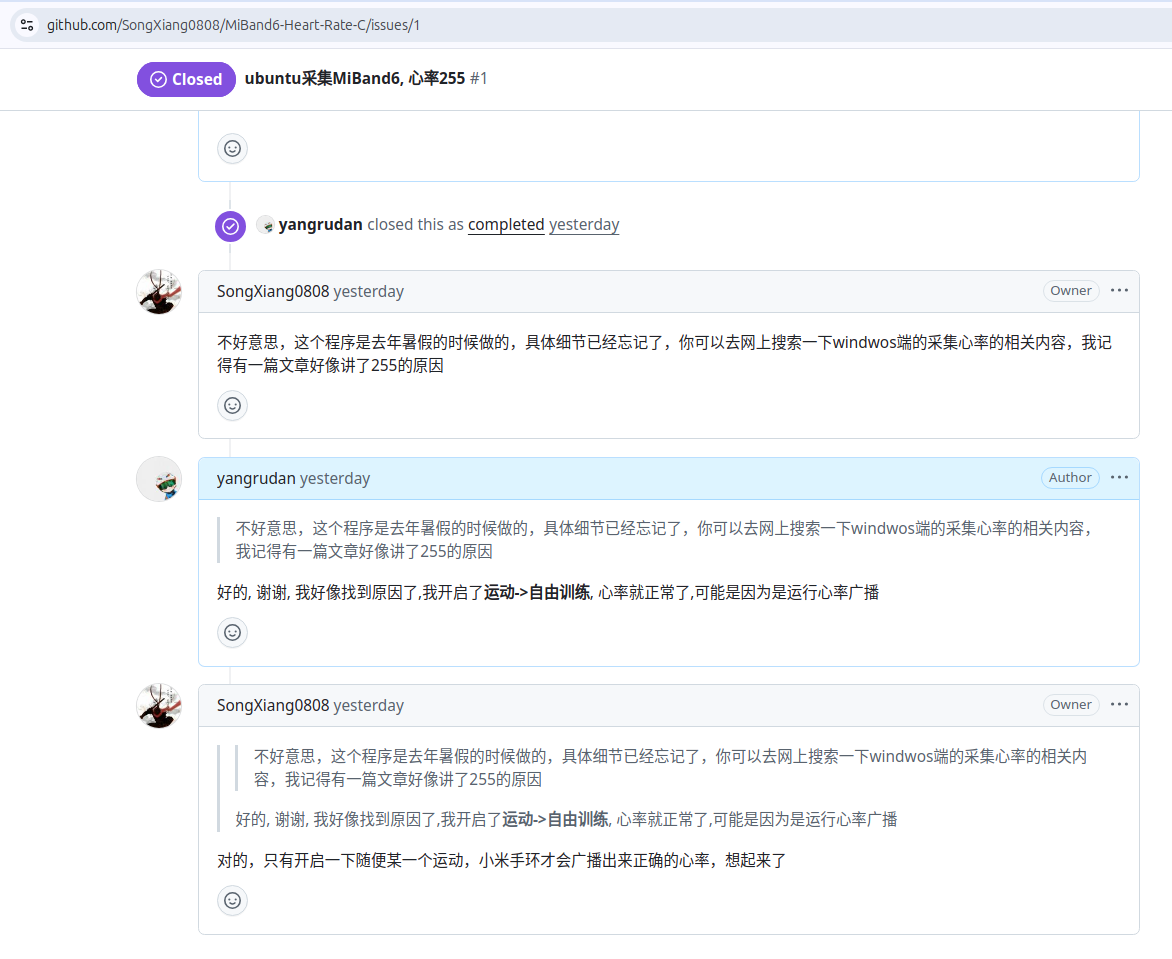 github.com/SongXiang0808/MiBand6-Heart-Rate-C/issues/1
Closed
ubuntu采集MiBand6, 心率255 #1
yangrudan closed this as completed yesterday
SongXiang0808 yesterday
Owner
不好意思，这个程序是去年暑假的时候做的，具体细节已经忘记了，你可以去网上搜索一下windwos端的采集心率的相关内容，我记
得有一篇文章好像讲了255的原因
yangrudan yesterday
Author
不好意思，这个程序是去年暑假的时候做的，具体细节已经忘记了，你可以去网上搜索一下windwos端的采集心率的相关内容，
我记得有一篇文章好像讲了255的原因
好的, 谢谢, 我好像找到原因了,我开启了运动->自由训练, 心率就正常了,可能是因为是运行心率广播
SongXiang0808 yesterday
Owner
不好意思，这个程序是去年暑假的时候做的，具体细节已经忘记了，你可以去网上搜索一下windwos端的采集心率的相关内
容，我记得有一篇文章好像讲了255的原因
好的, 谢谢, 我好像找到原因了,我开启了运动->自由训练, 心率就正常了,可能是因为是运行心率广播
对的，只有开启一下随便某一个运动，小米手环才会广播出来正确的心率，想起来了